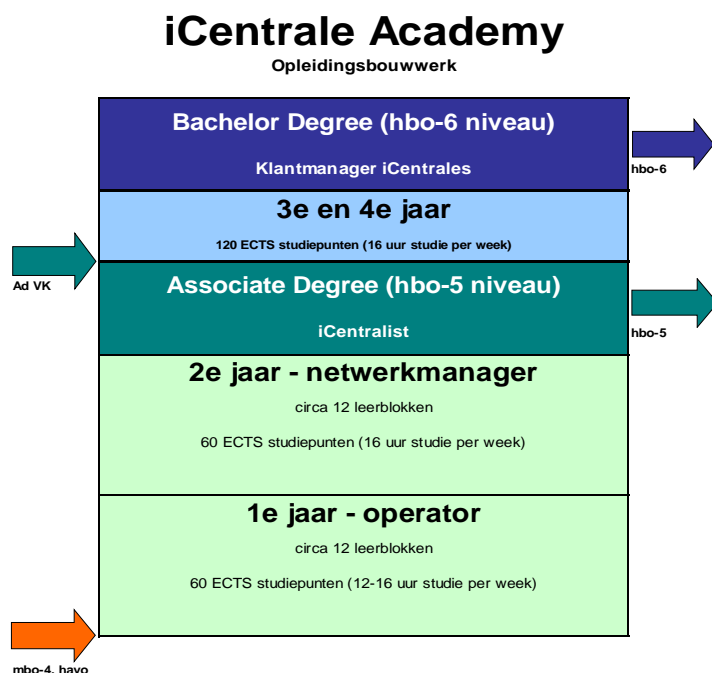 iCentrale Academy
Opleidingsbouwwerk
Bachelor Degree (hbo-6 niveau)
Klantmanager iCentrales
hbo-6
3e en 4e jaar
120 ECTS studiepunten (16 uur studie per week)
Ad VK
Associate Degree (hbo-5 niveau)
iCentralist
hbo-5
2e jaar - netwerkmanager
circa 12 leerblokken
60 ECTS studiepunten (16 uur studie per week)
1e jaar - operator
circa 12 leerblokken
60 ECTS studiepunten (12-16 uur studie per week)
mbo-4, havo